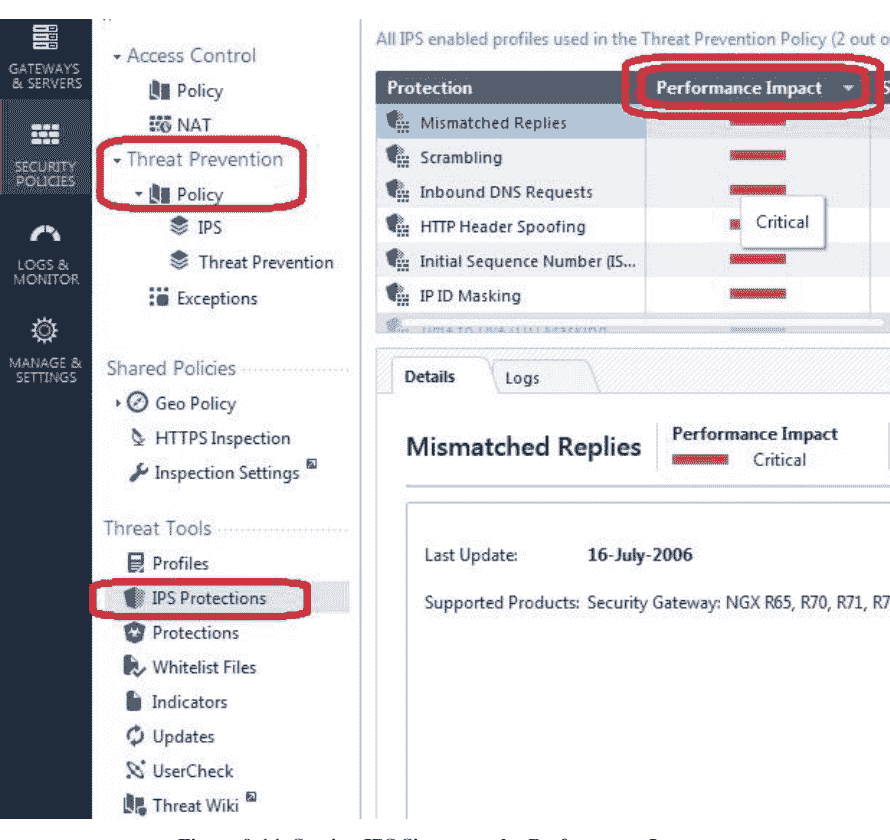 GATEWAYS
& SERVERS
SECURITY
POLICIES
LOGS &
MONITOR
MANAGE &
SETTINGS
Access Control
Policy
NAT
Threat Prevention
Policy
IPS
Threat Prevention
Exceptions
Shared Policies
Geo Policy
HTTPS Inspection
Inspection Settings
Threat Tools
Profiles
IPS Protections
Protections
Whitelist Files
Indicators
Updates
UserCheck
Threat Wiki
All IPS enabled profiles used in the Threat Prevention Policy (2 out o
Protection Performance Impact S
Mismatched Replies
Scrambling
Inbound DNS Requests
HTTP Header Spoofing
Critical
Initial Sequence Number (IS...
IP ID Masking
Details Logs
Mismatched Replies
Performance Impact
Critical
Last Update: 16-July-2006
Supported Products: Security Gateway: NGX R65, R70, R71, R7